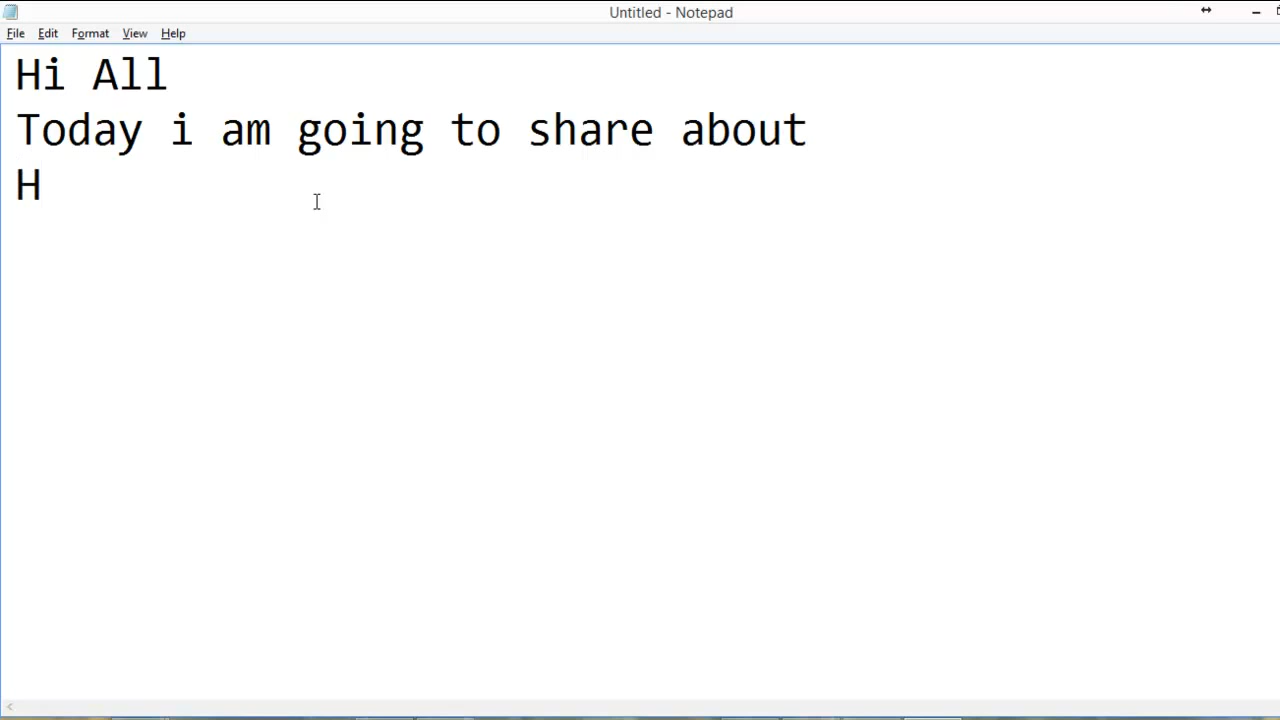 Untitled - Notepad
File Edit Format View Help
Hi All
Today i am going to share about
H